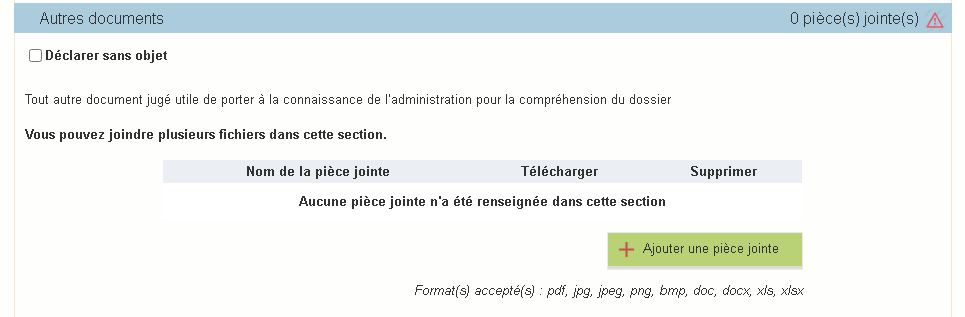 Autres documents 0 pièce(s) jointe(s)
Déclarer sans objet
Tout autre document jugé utile de porter à la connaissance de l'administration pour la compréhension du dossier
Vous pouvez joindre plusieurs fichiers dans cette section.
Nom de la pièce jointe Télécharger Supprimer
Aucune pièce jointe n'a été renseignée dans cette section
Ajouter une pièce jointe
Format(s) accepté(s) : pdf, jpg, jpeg, png, bmp, doc, docx, xls, xlsx